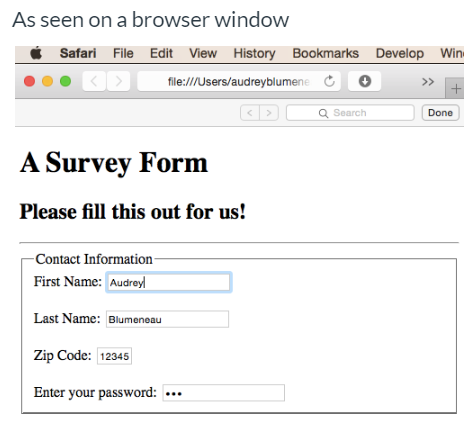 As seen on a browser window
Safari File Edit View History Bookmarks Develop Win
file:///Users/audreyblumene
>> +
Search Done
A Survey Form
Please fill this out for us!
Contact Information
First Name: Audrey
Last Name: Blumeneau
Zip Code: 12345
Enter your password: •••